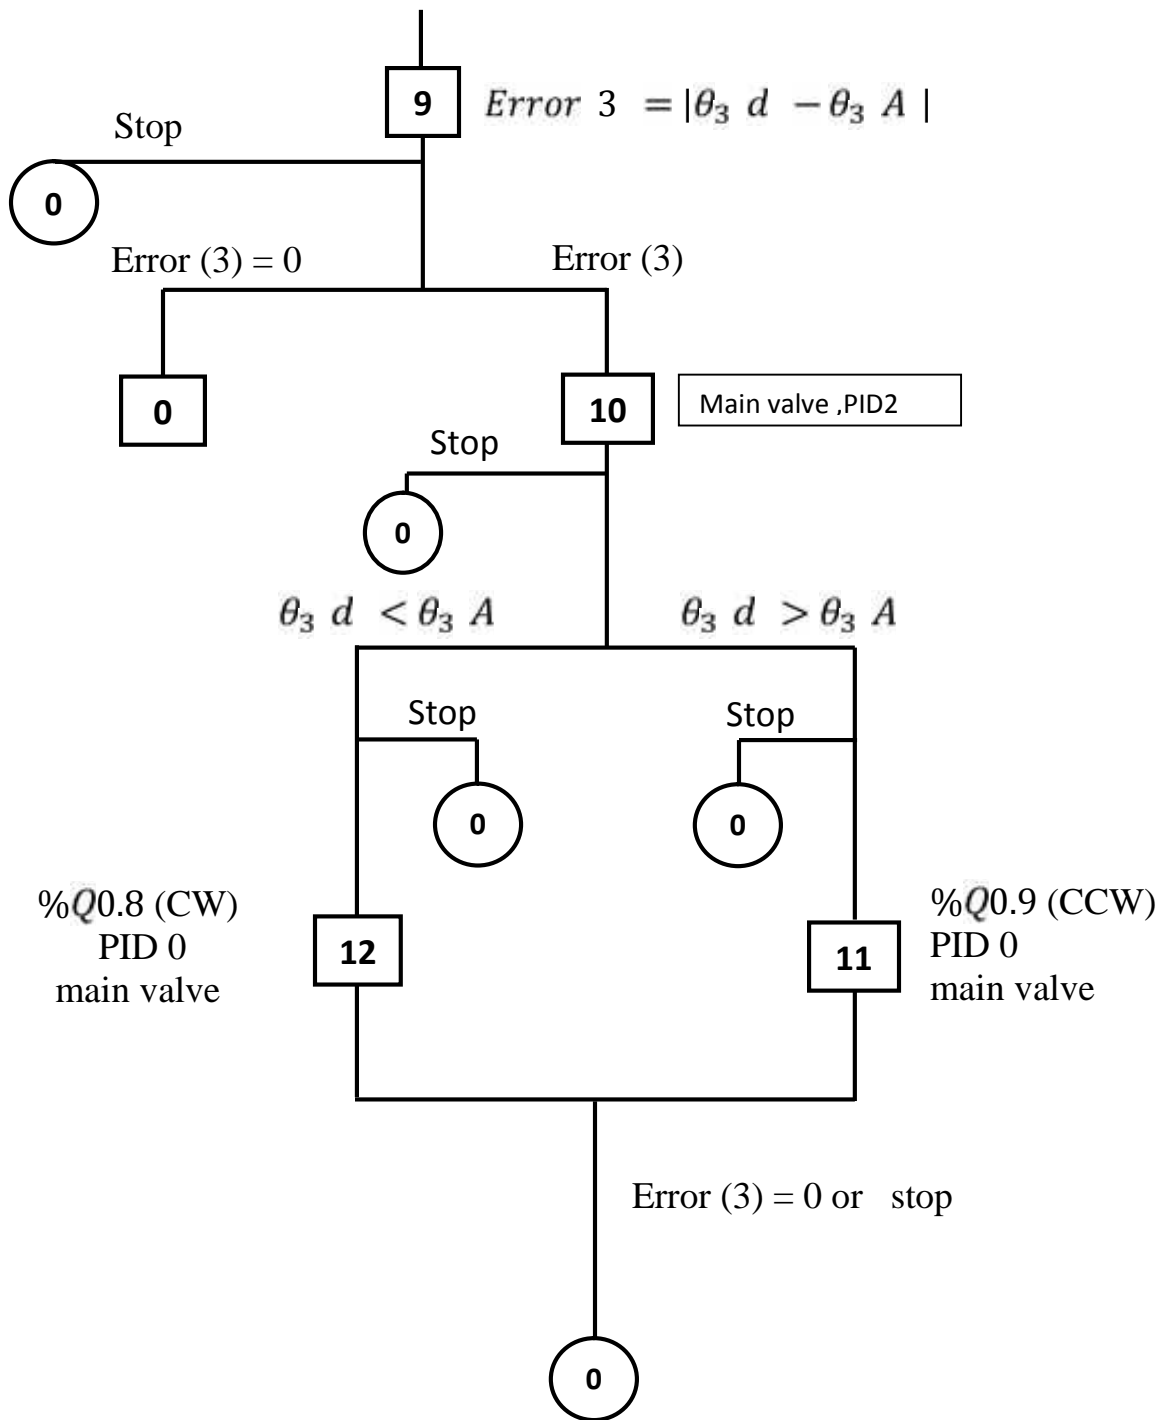 9
Error 3 = |θ₃ d − θ₃ A |
Stop
0
Error (3) = 0
Error (3)
0
10
Main valve ,PID2
Stop
0
θ₃ d < θ₃ A
θ₃ d > θ₃ A
Stop
Stop
0
0
%Q0.8 (CW)
PID 0
main valve
12
11
%Q0.9 (CCW)
PID 0
main valve
Error (3) = 0 or stop
0